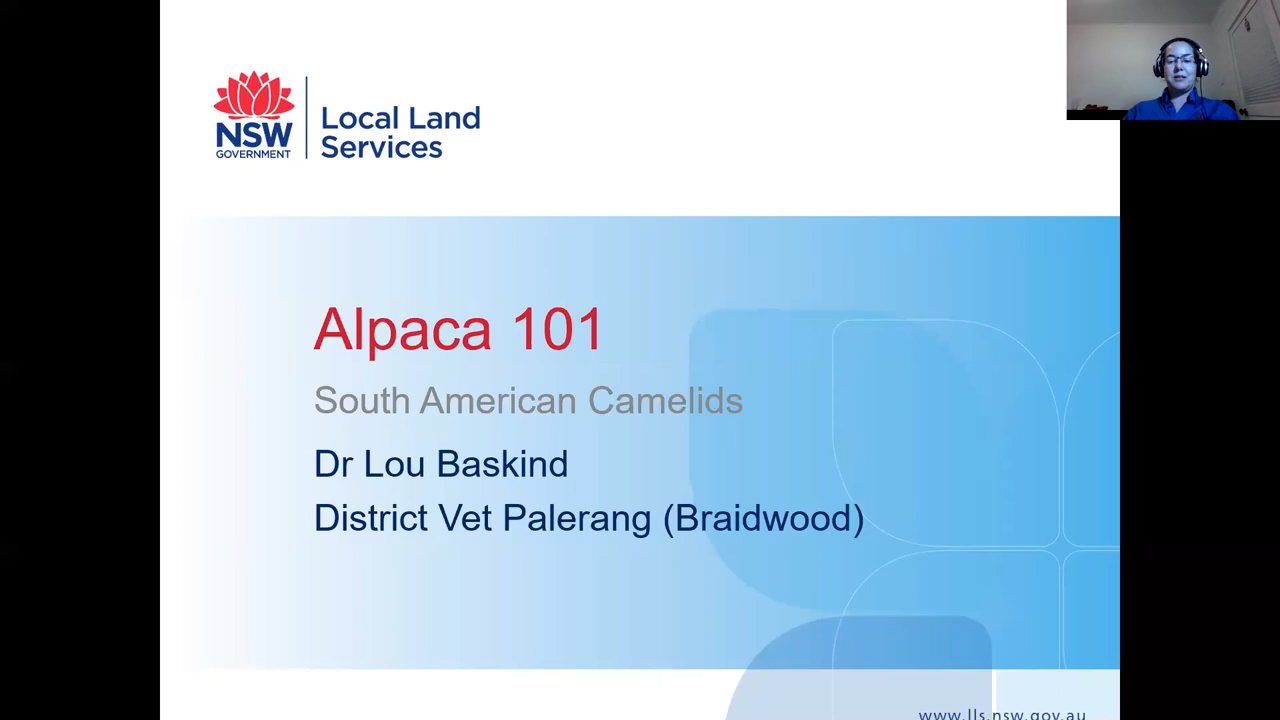 NSW
GOVERNMENT
Local Land
Services
Alpaca 101
South American Camelids
Dr Lou Baskind
District Vet Palerang (Braidwood)
www.lls.nsw.gov.au